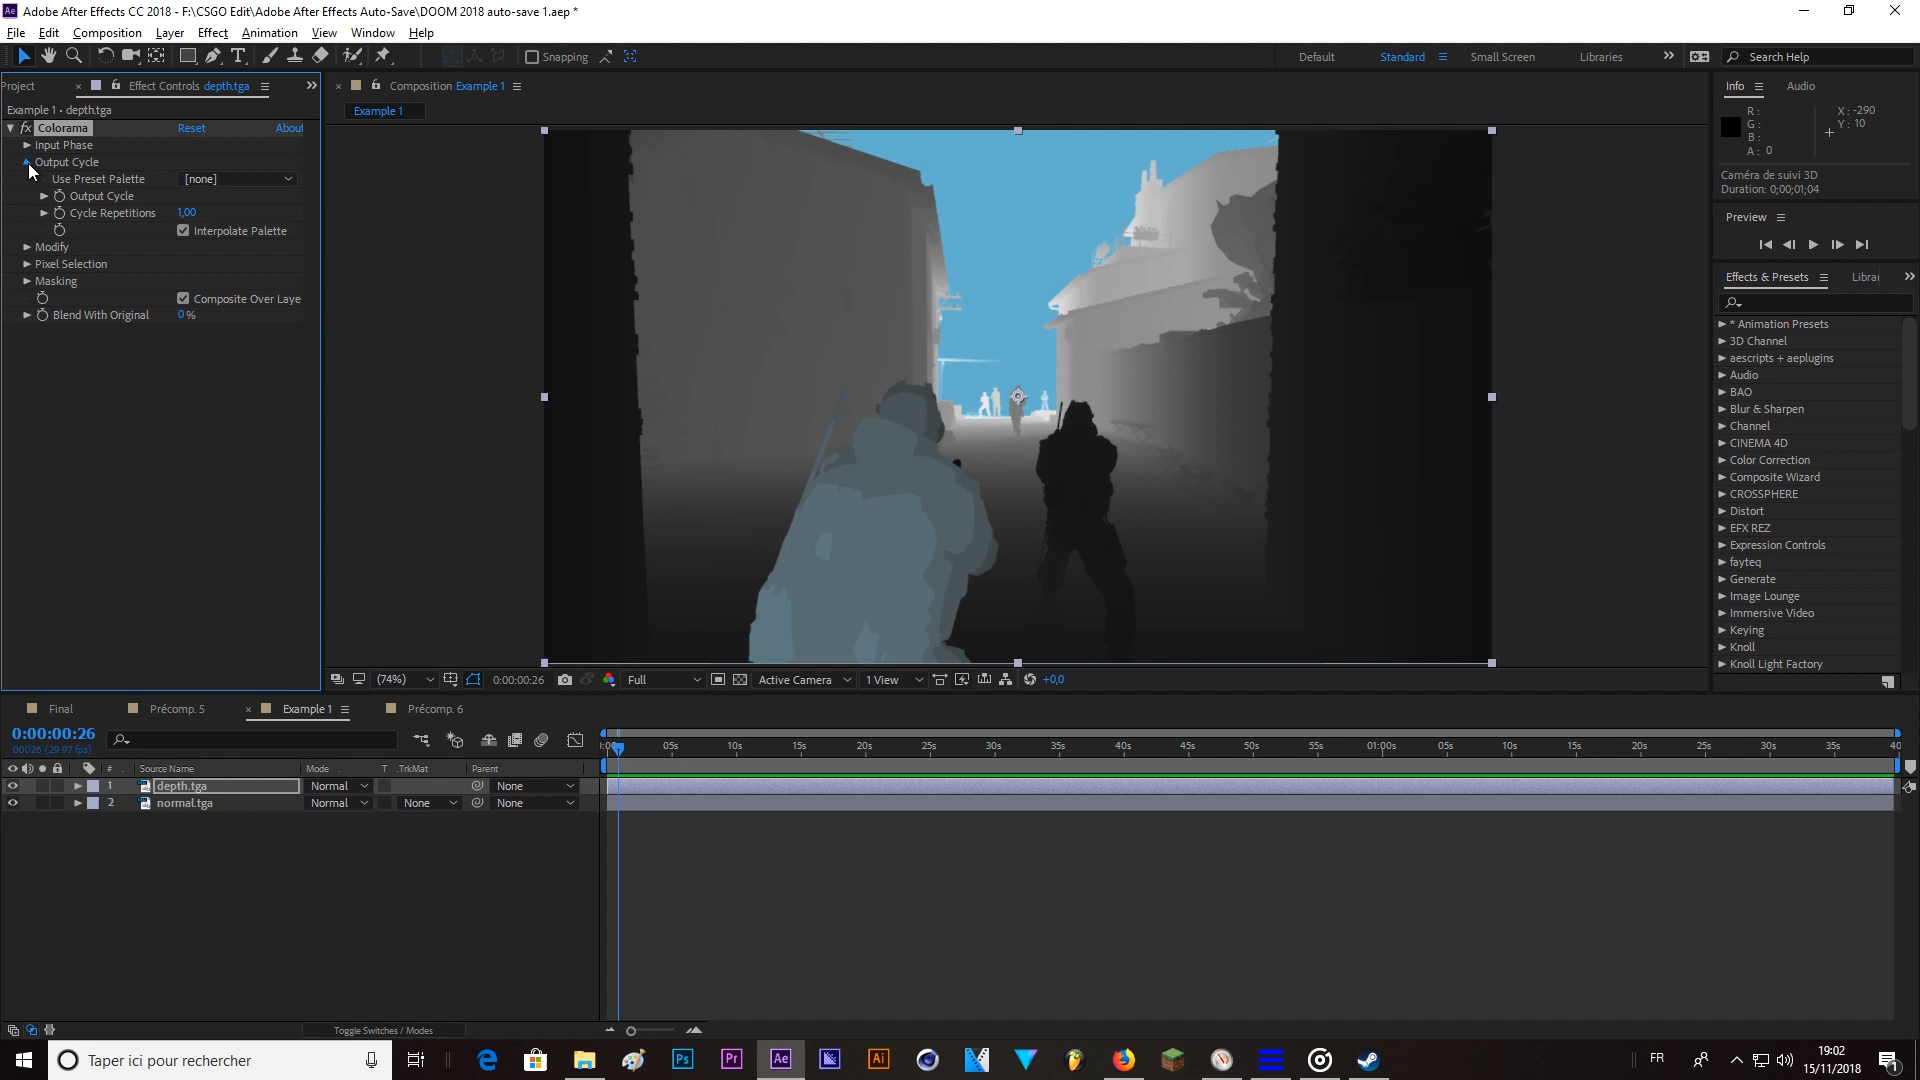 Adobe After Effects CC 2018 - F:\CSGO Edit\Adobe After Effects Auto-Save\DOOM 2018 auto-save 1.aep *
File Edit Composition Layer Effect Animation View Window Help
Snapping
Default Standard Small Screen Libraries Search Help
Project Effect Controls depth.tga
Composition Example 1
Info Audio
Example 1 • depth.tga
Example 1
Colorama Reset About
Input Phase
Output Cycle
Use Preset Palette [none]
Output Cycle
Cycle Repetitions 1,00
Interpolate Palette
Modify
Pixel Selection
Masking
Composite Over Laye
Blend With Original 0 %
R :
G :
B :
A : 0
X : -290
Y : 10
Caméra de suivi 3D
Duration: 0;00;01;04
Preview
Effects & Presets Librar
* Animation Presets
3D Channel
aescripts + aeplugins
Audio
BAO
Blur & Sharpen
Channel
CINEMA 4D
Color Correction
Composite Wizard
CROSSPHERE
Distort
EFX REZ
Expression Controls
fayteq
Generate
Image Lounge
Immersive Video
Keying
Knoll
Knoll Light Factory
(74%) 0:00:00:26 Full Active Camera 1 View +0,0
Final Précomp. 5 Example 1 Précomp. 6
0:00:00:26
00026 (29.97 fps)
05s 10s 15s 20s 25s 30s 35s 40s 45s 50s 55s 01:00s 05s 10s 15s 20s 25s 30s 35s 40
# Source Name Mode T .TrkMat Parent
1 depth.tga Normal None
2 normal.tga Normal None None
Toggle Switches / Modes
Taper ici pour rechercher
Ps Pr Ae Ai
FR
19:02
15/11/2018
1